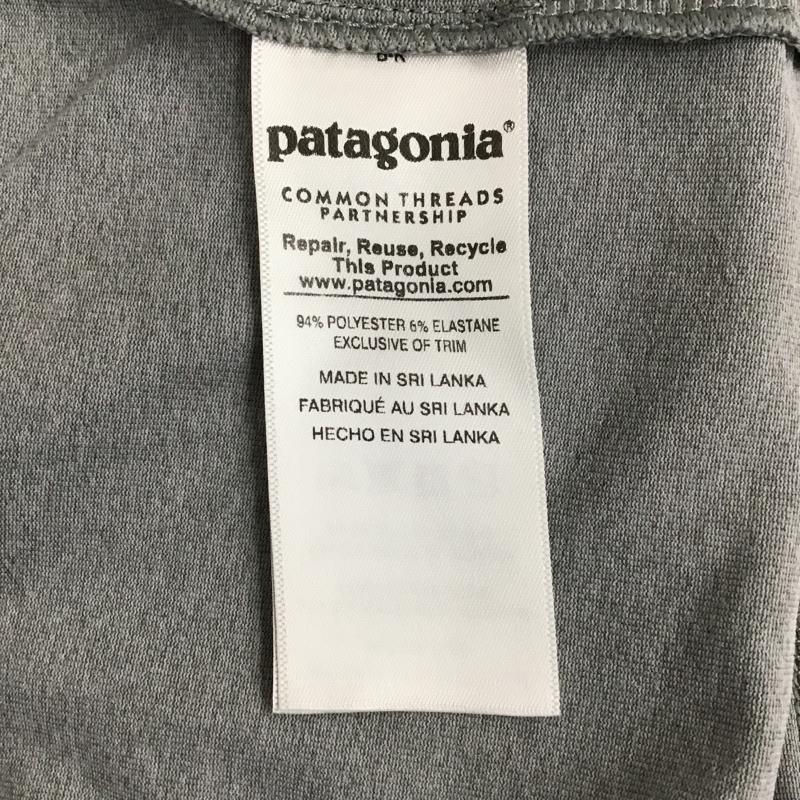 patagonia®
COMMON THREADS
PARTNERSHIP
Repair, Reuse, Recycle
This Product
www.patagonia.com
94% POLYESTER 6% ELASTANE
EXCLUSIVE OF TRIM
MADE IN SRI LANKA
FABRIQUÉ AU SRI LANKA
HECHO EN SRI LANKA